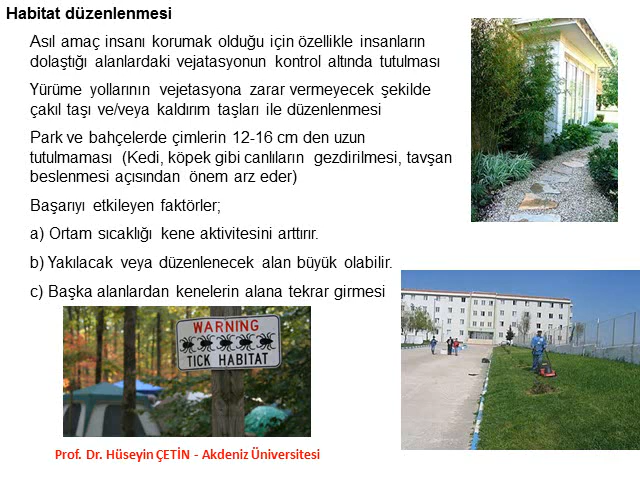 Habitat düzenlenmesi
Asıl amaç insanı korumak olduğu için özellikle insanların
dolaştığı alanlardaki vejatasyonun kontrol altında tutulması
Yürüme yollarının vejetasyona zarar vermeyecek şekilde
çakıl taşı ve/veya kaldırım taşları ile düzenlenmesi
Park ve bahçelerde çimlerin 12-16 cm den uzun
tutulmaması (Kedi, köpek gibi canlıların gezdirilmesi, tavşan
beslenmesi açısından önem arz eder)
Başarıyı etkileyen faktörler;
a) Ortam sıcaklığı kene aktivitesini arttırır.
b) Yakılacak veya düzenlenecek alan büyük olabilir.
c) Başka alanlardan kenelerin alana tekrar girmesi
WARNING
TICK HABITAT
Prof. Dr. Hüseyin ÇETİN - Akdeniz Üniversitesi